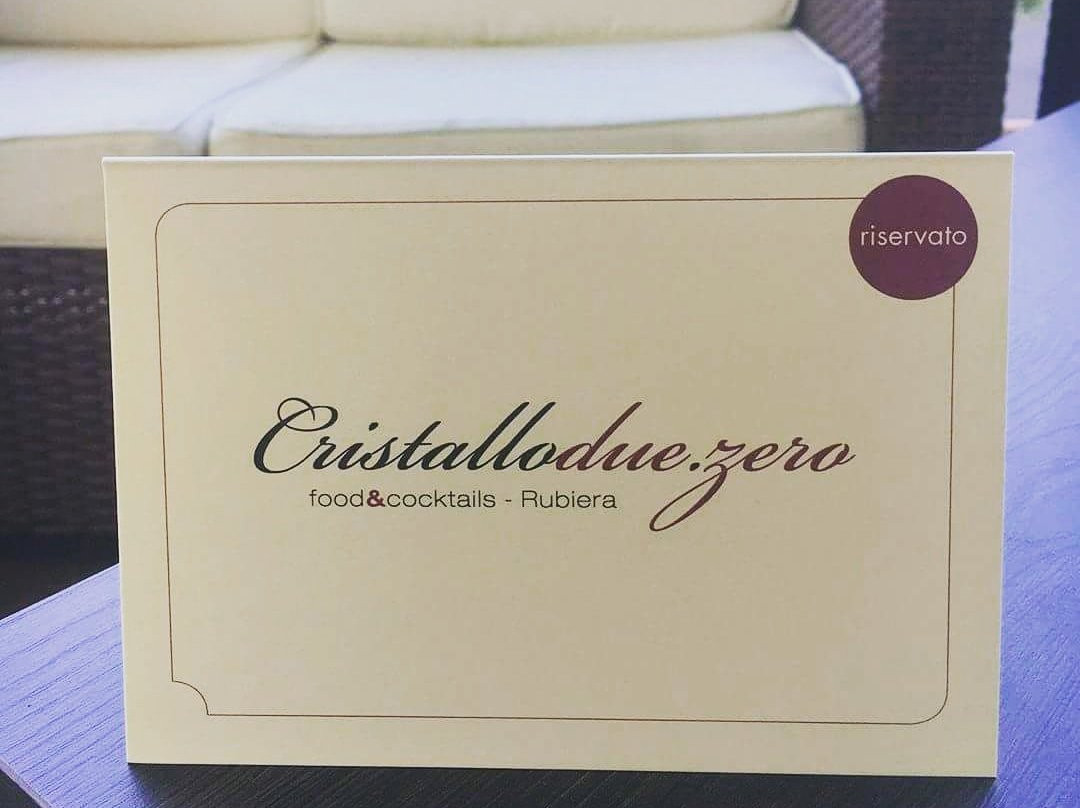 riservato
Cristallodue.zero
food&cocktails - Rubiera